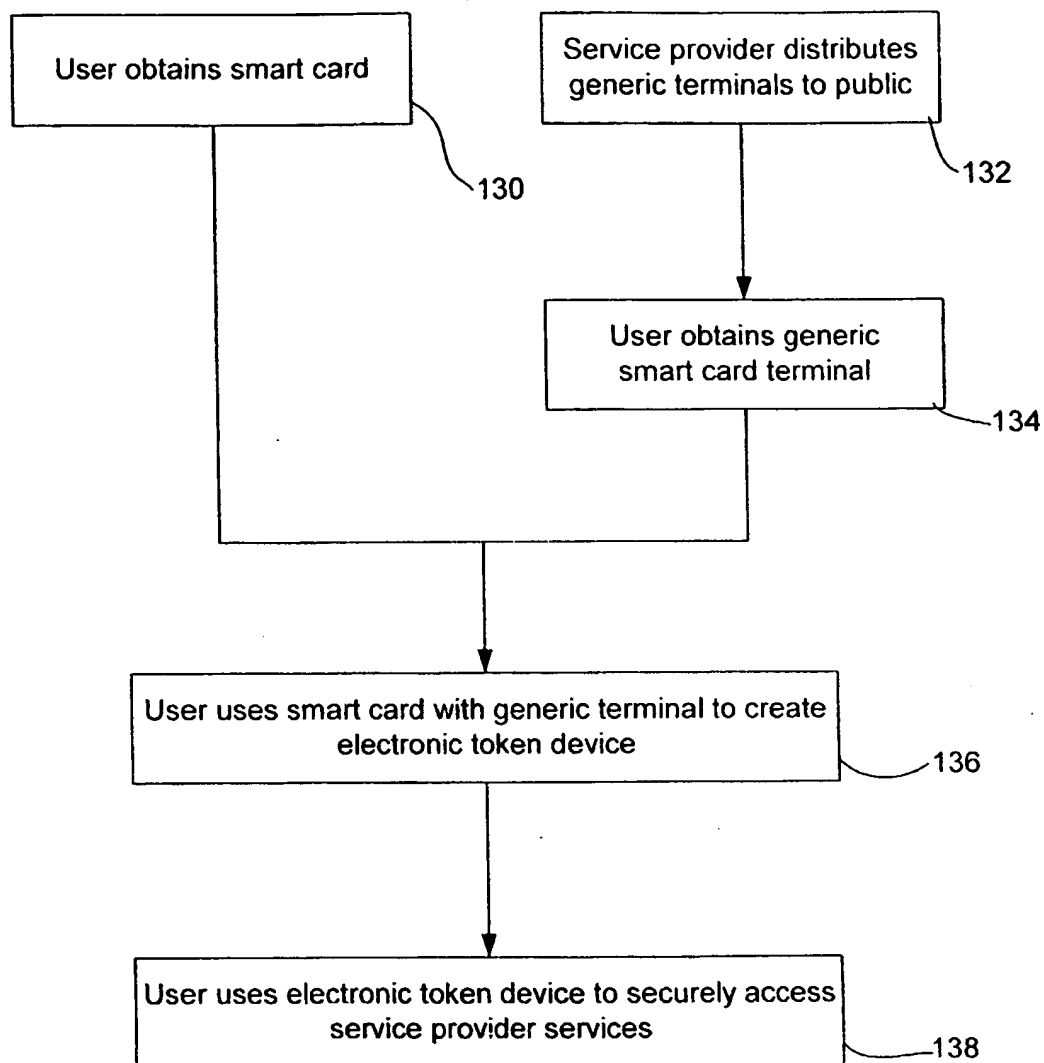 User obtains smart card
130
Service provider distributes
generic terminals to public
132
User obtains generic
smart card terminal
134
User uses smart card with generic terminal to create
electronic token device
136
User uses electronic token device to securely access
service provider services
138